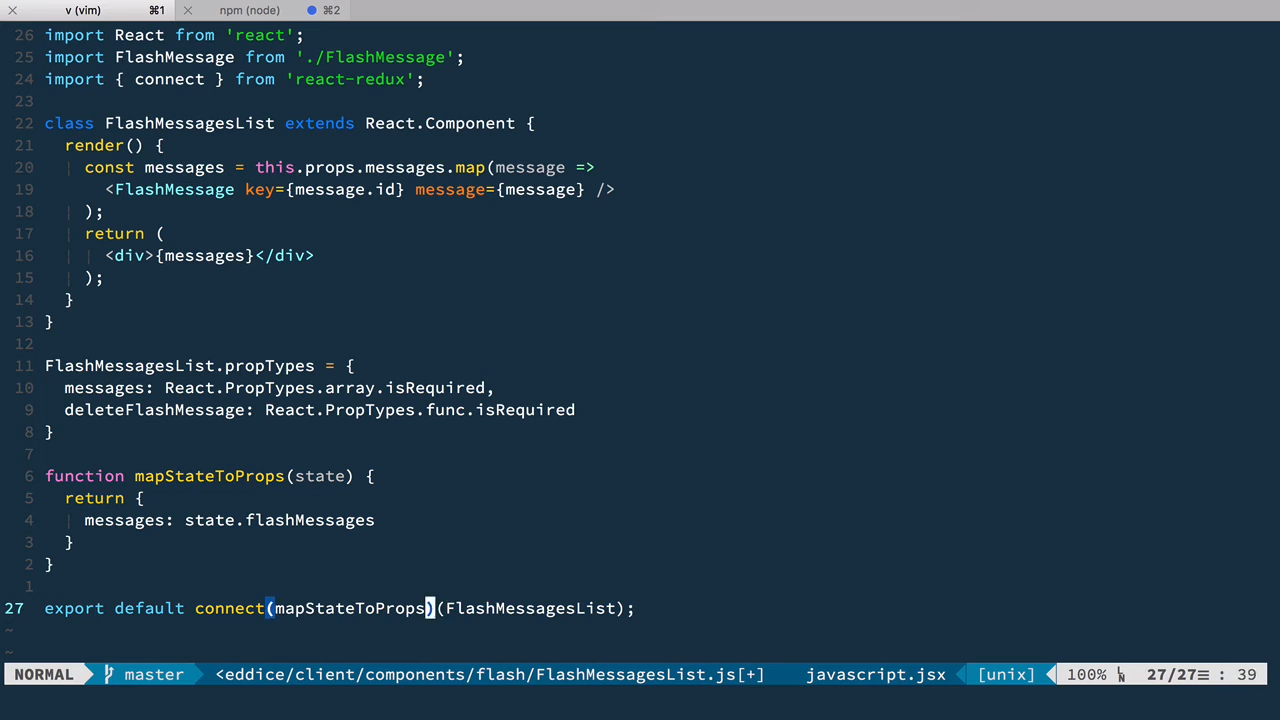 v (vim) ⌘1 npm (node) ⌘2
26 import React from 'react';
25 import FlashMessage from './FlashMessage';
24 import { connect } from 'react-redux';
23
22 class FlashMessagesList extends React.Component {
21   render() {
20     const messages = this.props.messages.map(message =>
19       <FlashMessage key={message.id} message={message} />
18     );
17     return (
16       <div>{messages}</div>
15     );
14   }
13 }
12
11 FlashMessagesList.propTypes = {
10   messages: React.PropTypes.array.isRequired,
9   deleteFlashMessage: React.PropTypes.func.isRequired
8 }
7
6 function mapStateToProps(state) {
5   return {
4     messages: state.flashMessages
3   }
2 }
1
27 export default connect(mapStateToProps)(FlashMessagesList);
~
~
NORMAL master <eddice/client/components/flash/FlashMessagesList.js[+] javascript.jsx [unix] 100% 27/27≡ : 39